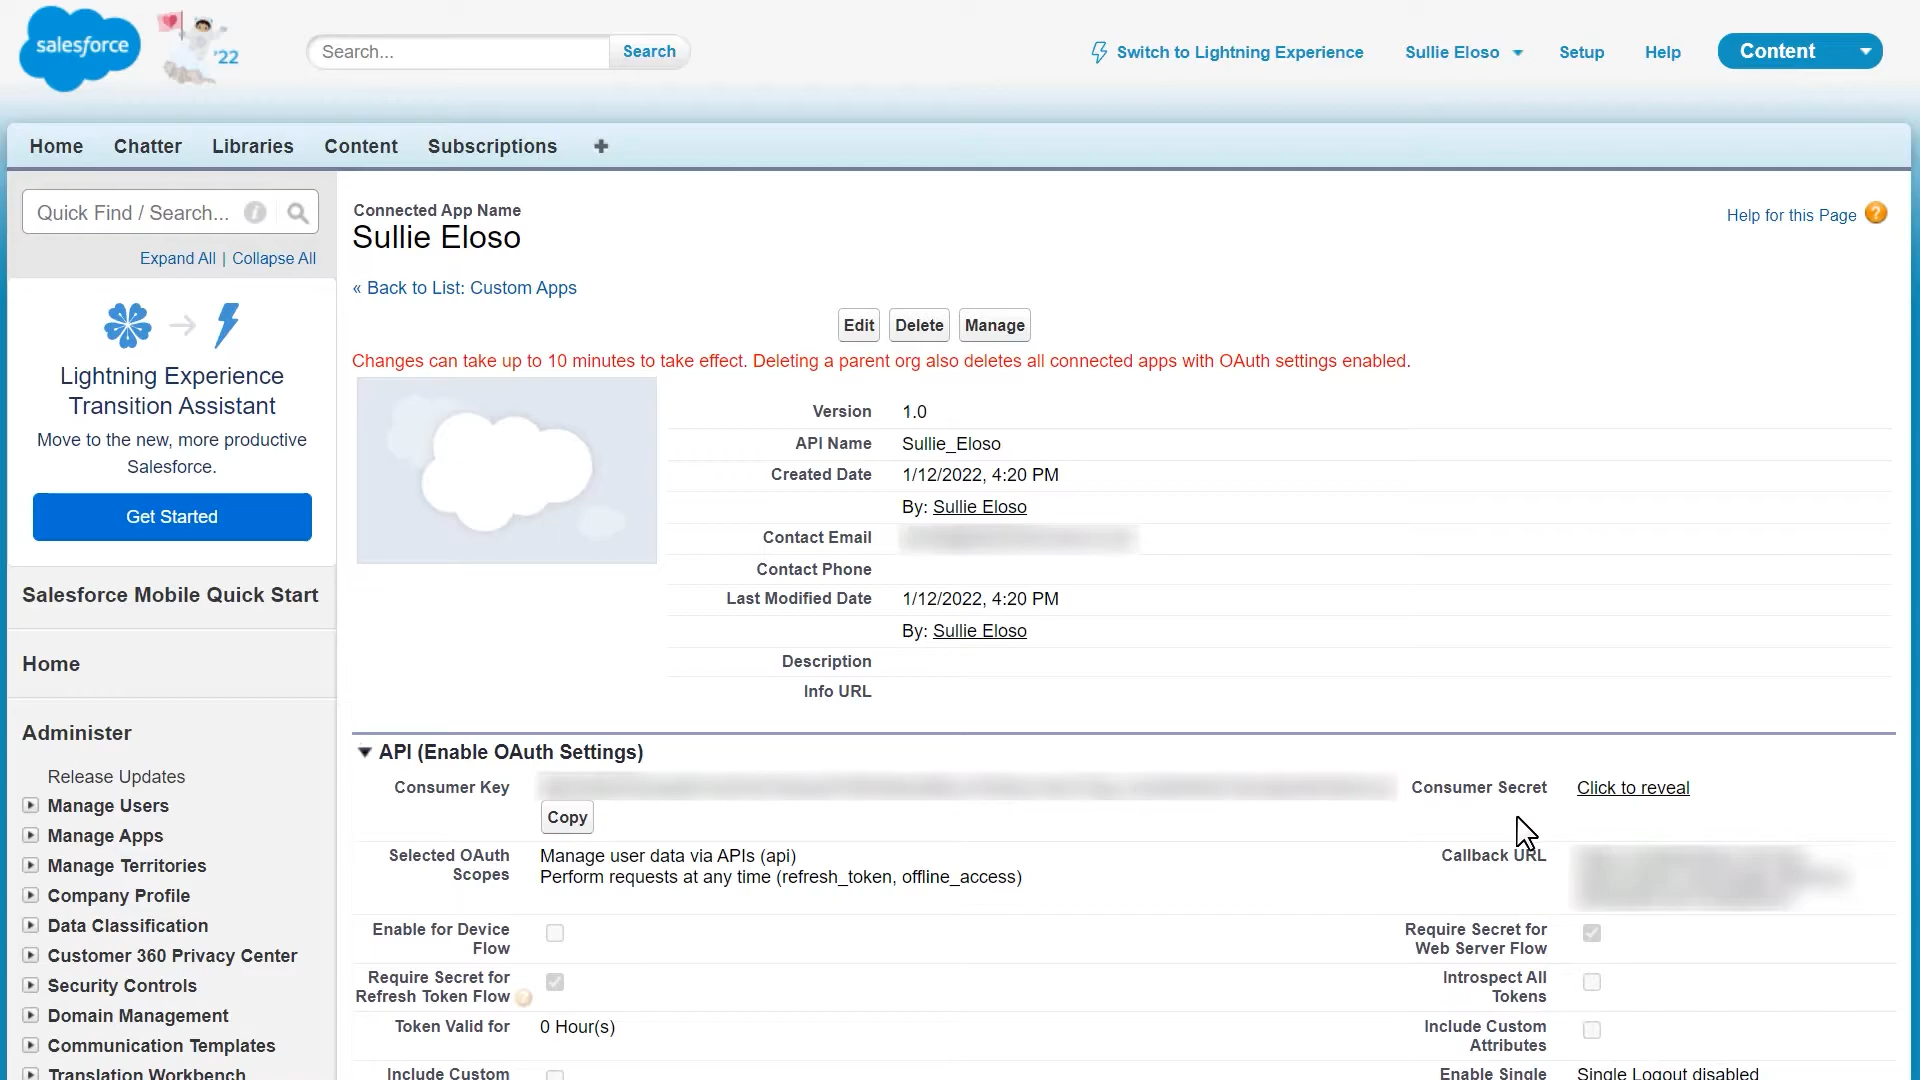 salesforce
'22
Search...
Search
Switch to Lightning Experience
Sullie Eloso
Setup
Help
Content
Home
Chatter
Libraries
Content
Subscriptions
+
Quick Find / Search...
Expand All | Collapse All
Lightning Experience
Transition Assistant
Move to the new, more productive
Salesforce.
Get Started
Salesforce Mobile Quick Start
Home
Administer
Release Updates
Manage Users
Manage Apps
Manage Territories
Company Profile
Data Classification
Customer 360 Privacy Center
Security Controls
Domain Management
Communication Templates
Translation Workbench
Connected App Name
Sullie Eloso
Help for this Page
« Back to List: Custom Apps
Edit
Delete
Manage
Changes can take up to 10 minutes to take effect. Deleting a parent org also deletes all connected apps with OAuth settings enabled.
Version 1.0
API Name Sullie_Eloso
Created Date 1/12/2022, 4:20 PM
By: Sullie Eloso
Contact Email
Contact Phone
Last Modified Date 1/12/2022, 4:20 PM
By: Sullie Eloso
Description
Info URL
API (Enable OAuth Settings)
Consumer Key
Copy
Consumer Secret Click to reveal
Selected OAuth
Scopes
Manage user data via APIs (api)
Perform requests at any time (refresh_token, offline_access)
Callback URL
Enable for Device
Flow
Require Secret for
Web Server Flow
Require Secret for
Refresh Token Flow
Introspect All
Tokens
Token Valid for 0 Hour(s)
Include Custom
Attributes
Include Custom
Enable Single Single Logout disabled